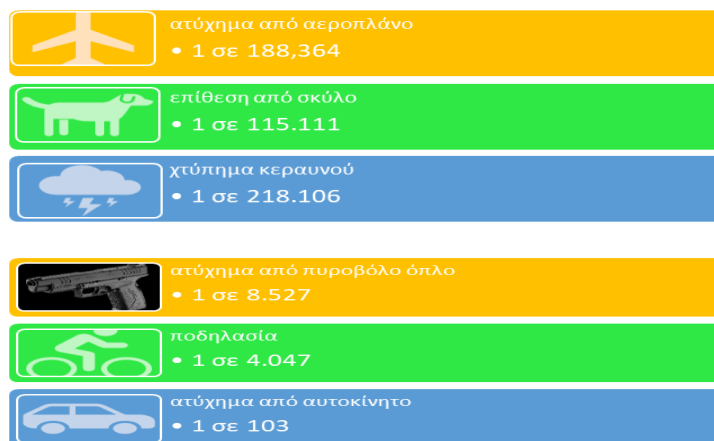 ατύχημα από αεροπλάνο
• 1 σε 188,364
επίθεση από σκύλο
• 1 σε 115.111
χτύπημα κεραυνού
• 1 σε 218.106
ατύχημα από πυροβόλο όπλο
• 1 σε 8.527
ποδηλασία
• 1 σε 4.047
ατύχημα από αυτοκίνητο
• 1 σε 103